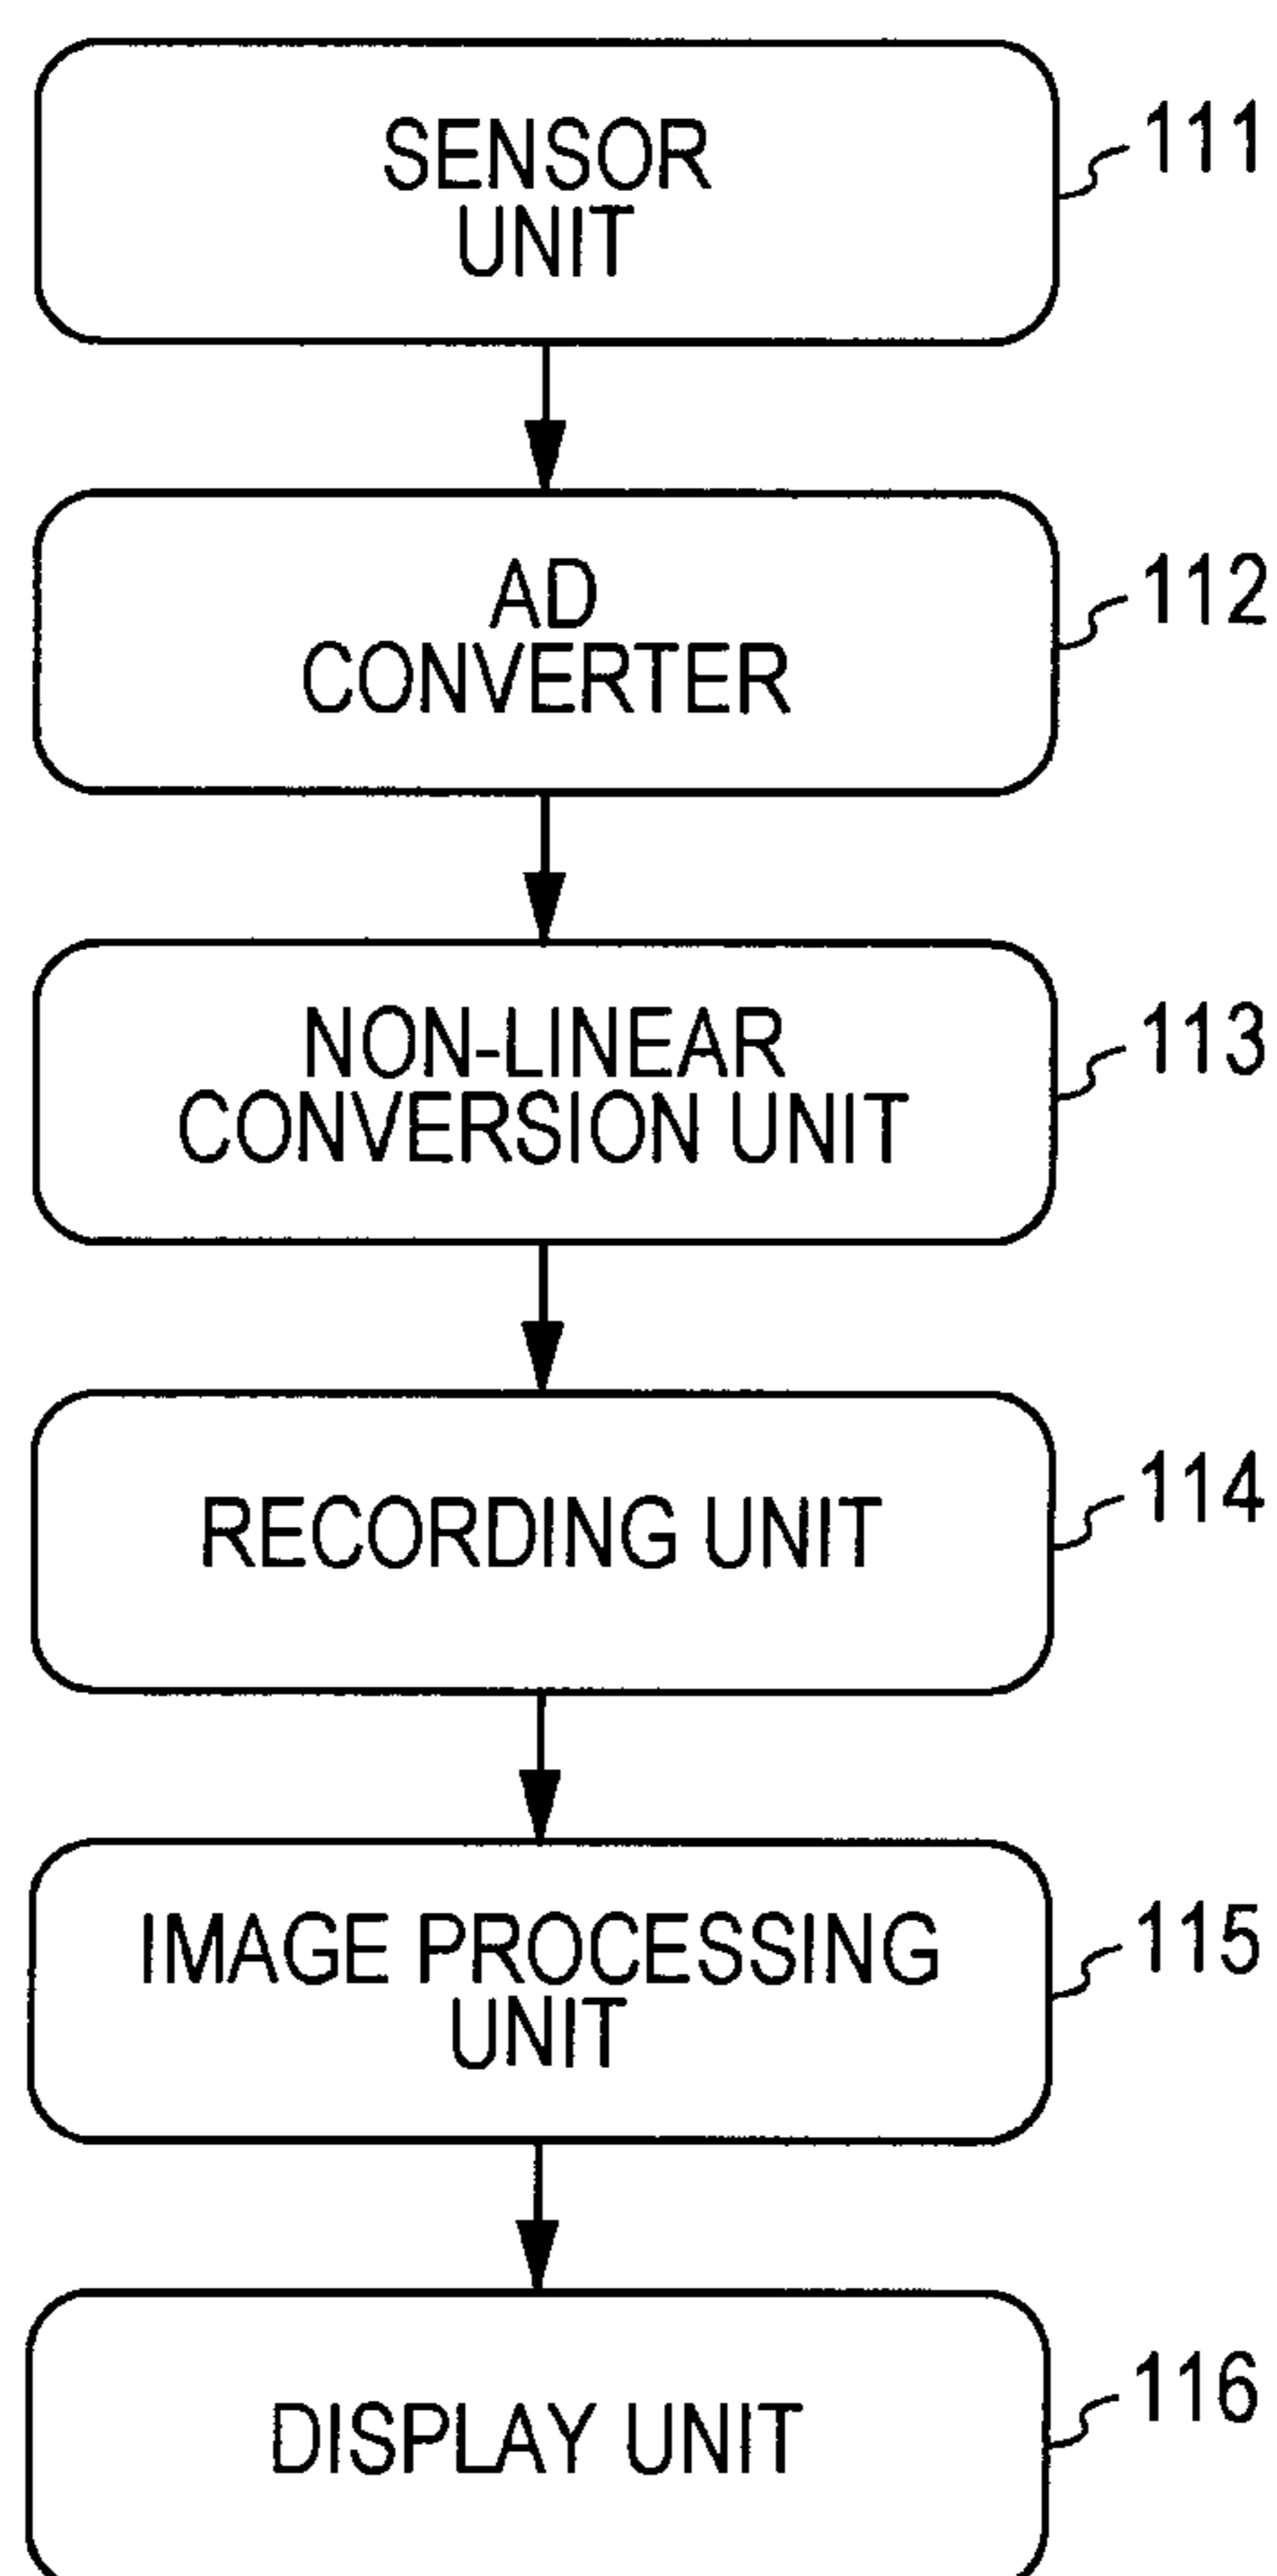 SENSOR
UNIT
111
AD
CONVERTER
112
NON-LINEAR
CONVERSION UNIT
113
RECORDING UNIT
114
IMAGE PROCESSING
UNIT
115
DISPLAY UNIT
116